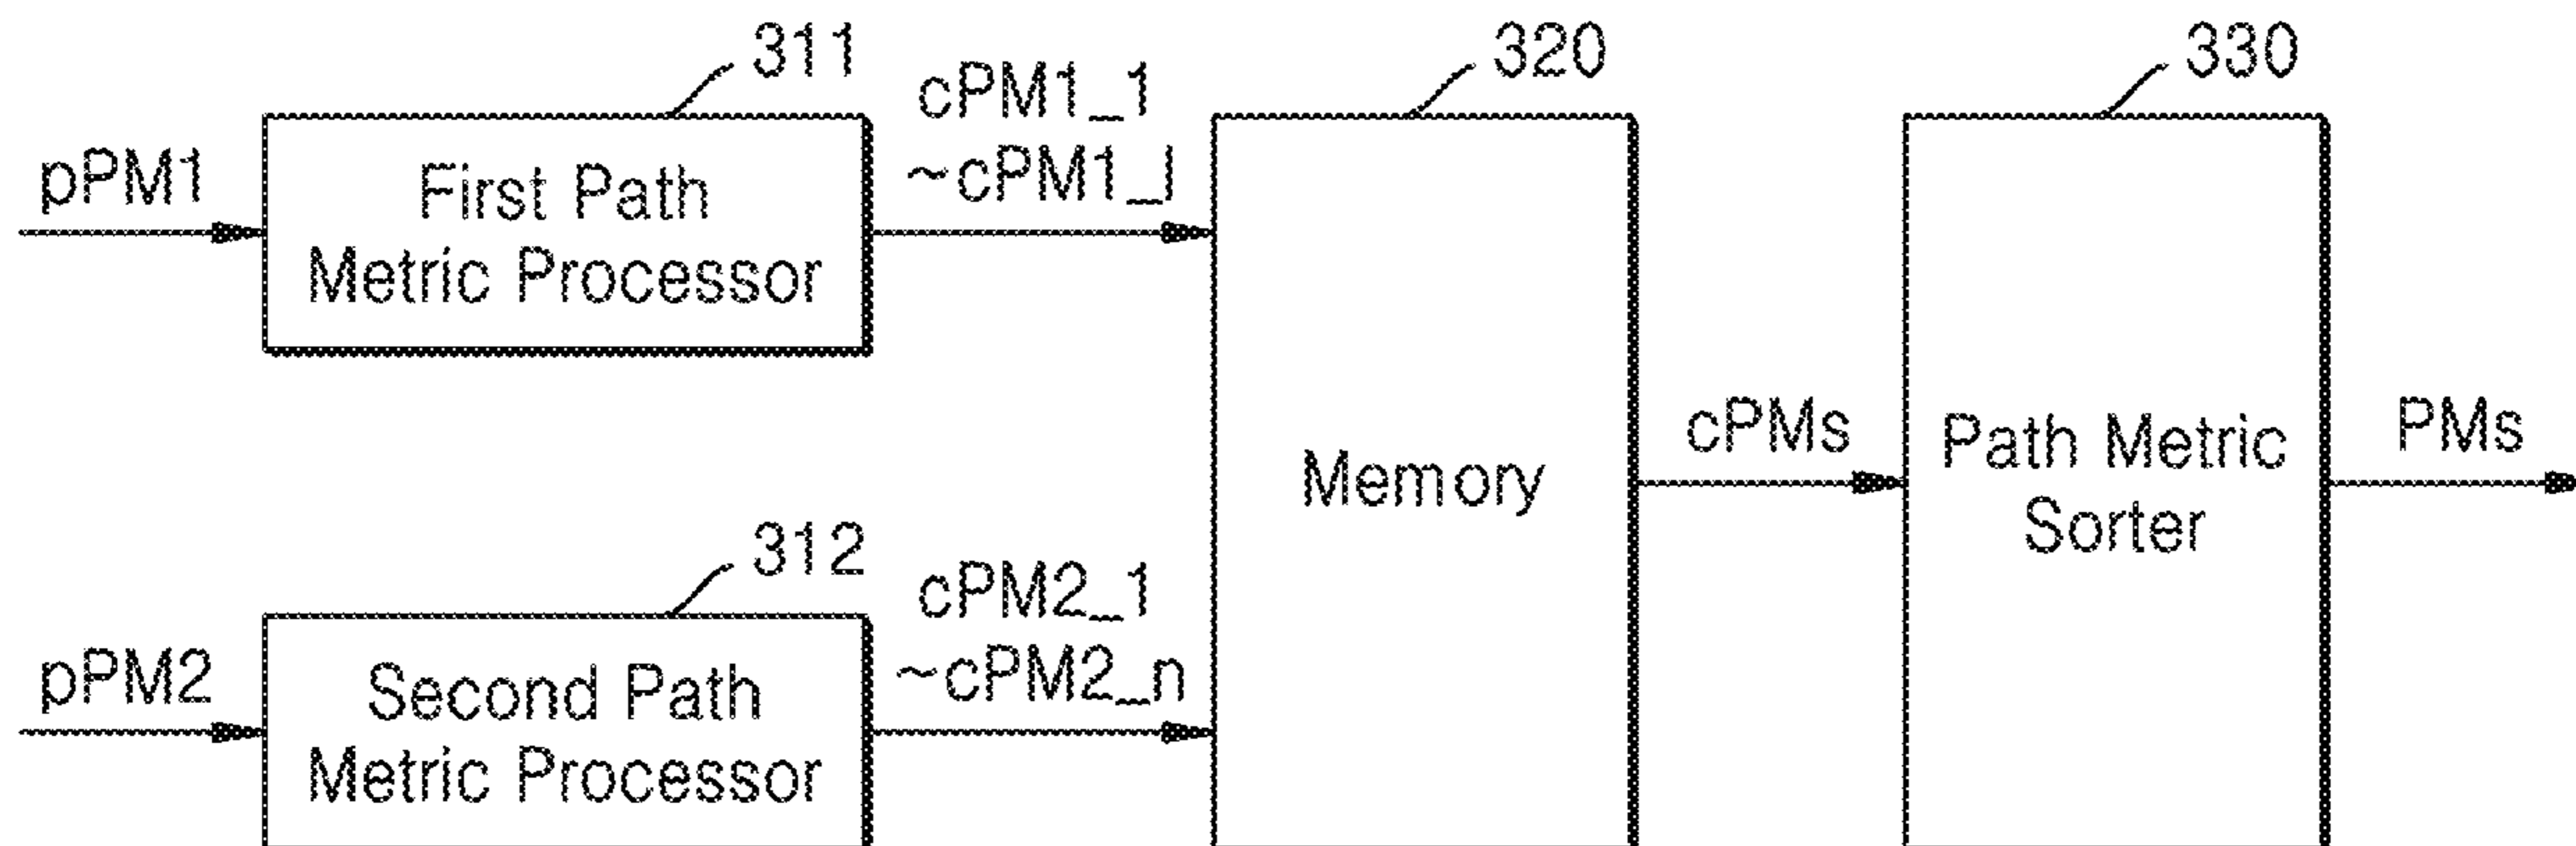 311
320
330
cPM1_1
~cPM1_l
pPM1
First Path
Metric Processor
cPMs
PMs
Memory
Path Metric
Sorter
312
cPM2_1
~cPM2_n
pPM2
Second Path
Metric Processor